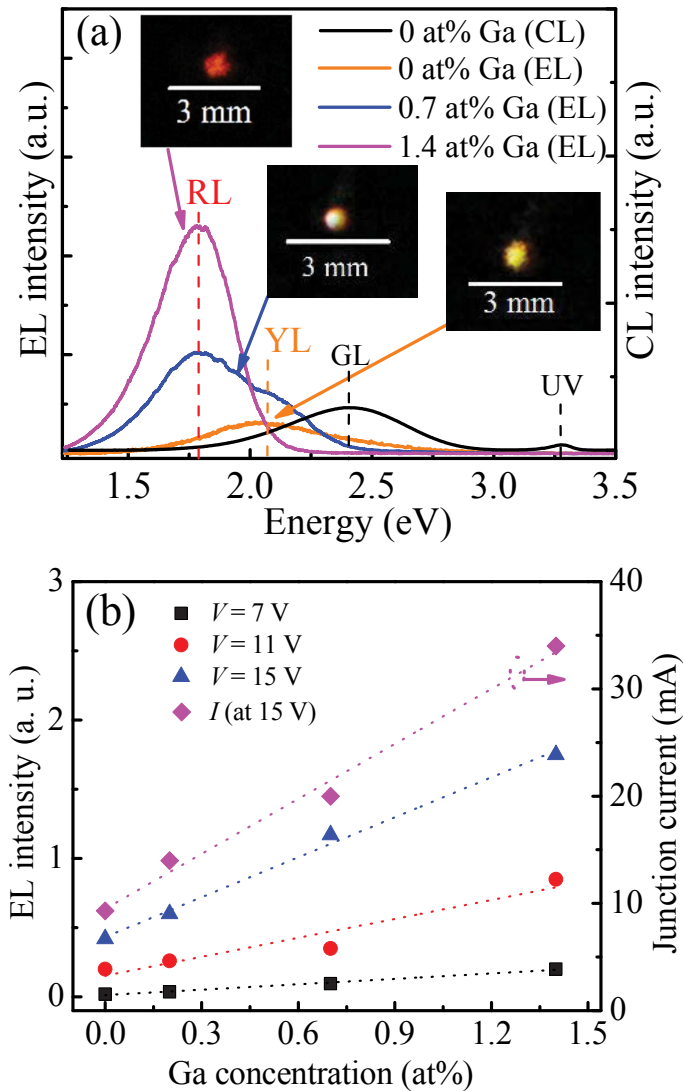 (a)
0 at% Ga (CL)
0 at% Ga (EL)
0.7 at% Ga (EL)
1.4 at% Ga (EL)
3 mm
3 mm
3 mm
RL
YL
GL
UV
EL intensity (a.u.)
CL intensity (a.u.)
1.5 2.0 2.5 3.0 3.5
Energy (eV)
(b)
V = 7 V
V = 11 V
V = 15 V
I (at 15 V)
EL intensity (a. u.)
3
2
1
0
Junction current (mA)
40
30
20
10
0
0.0 0.3 0.6 0.9 1.2 1.5
Ga concentration (at%)